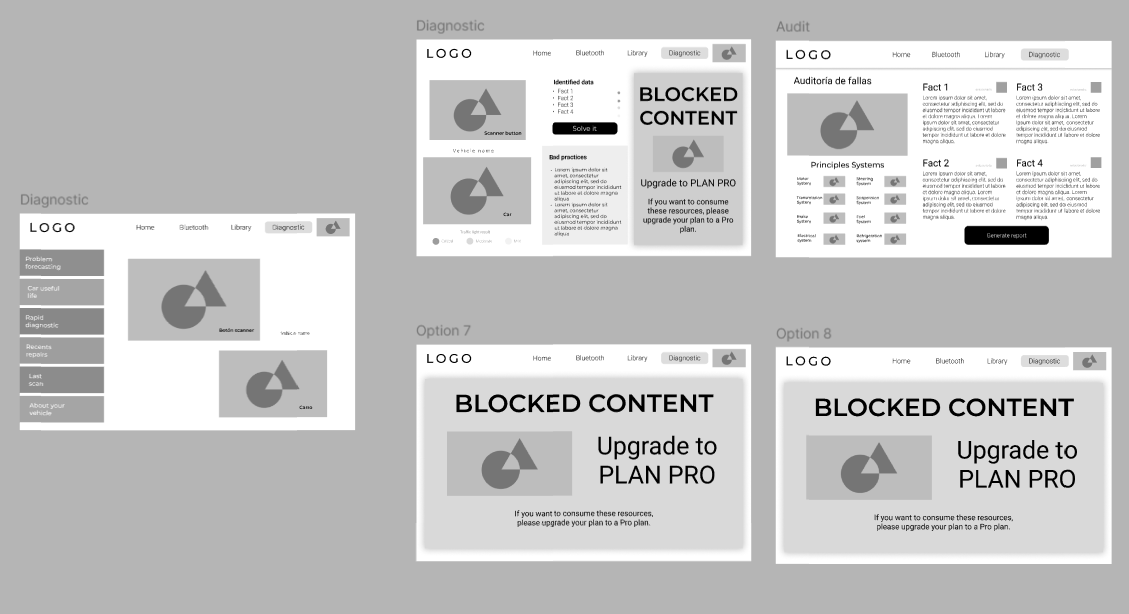 Diagnostic
LOGO
Home
Bluetooth
Library
Diagnostic
Problem
forecasting
Car useful
life
Rapid
diagnostic
Recents
repairs
Last
scan
About your
vehicle
Botón scanner
Vehicle name
Carro
Diagnostic
LOGO
Home
Bluetooth
Library
Diagnostic
Scanner button
Vehicle name
Car
Identified data
Fact 1
Fact 2
Fact 3
Fact 4
Solve it
Bad practices
Lorem ipsum dolor sit
amet, consectetur
adipiscing elit, sed do
eiusmod tempor incididunt
ut labore et dolore
magna aliqua
Lorem ipsum dolor sit
amet, consectetur
adipiscing elit, sed do
eiusmod tempor incididunt
ut labore et dolore magna
aliqua
BLOCKED
CONTENT
Upgrade to PLAN PRO
If you want to consume
these resources, please
upgrade your plan to a Pro
plan.
Audit
LOGO
Home
Bluetooth
Library
Diagnostic
Auditoría de fallas
Principles Systems
Motor
System
Steering
System
Transmission
System
Suspension
System
Brake
System
Fuel
System
Electrical
system
Refrigeration
system
Fact 1
Lorem ipsum dolor sit amet,
consectetur adipiscing elit, sed do
eiusmod tempor incididunt ut labore
et dolore magna aliqua. Lorem
ipsum dolor sit amet, consectetur
adipiscing elit, sed do eiusmod
tempor incididunt ut labore et dolore
magna aliqua.
Fact 3
Lorem ipsum dolor sit amet,
consectetur adipiscing elit, sed do
eiusmod tempor incididunt ut labore
et dolore magna aliqua. Lorem
ipsum dolor sit amet, consectetur
adipiscing elit, sed do eiusmod
tempor incididunt ut labore et dolore
magna aliqua.
Fact 2
Lorem ipsum dolor sit amet,
consectetur adipiscing elit, sed do
eiusmod tempor incididunt ut labore
et dolore magna aliqua. Lorem
ipsum dolor sit amet, consectetur
adipiscing elit, sed do eiusmod
tempor incididunt ut labore et dolore
magna aliqua.
Fact 4
Lorem ipsum dolor sit amet,
consectetur adipiscing elit, sed do
eiusmod tempor incididunt ut labore
et dolore magna aliqua. Lorem
ipsum dolor sit amet, consectetur
adipiscing elit, sed do eiusmod
tempor incididunt ut labore et dolore
magna aliqua.
Generate report
Option 7
LOGO
Home
Bluetooth
Library
Diagnostic
BLOCKED CONTENT
Upgrade to
PLAN PRO
If you want to consume these resources,
please upgrade your plan to a Pro plan.
Option 8
LOGO
Home
Bluetooth
Library
Diagnostic
BLOCKED CONTENT
Upgrade to
PLAN PRO
If you want to consume these resources,
please upgrade your plan to a Pro plan.